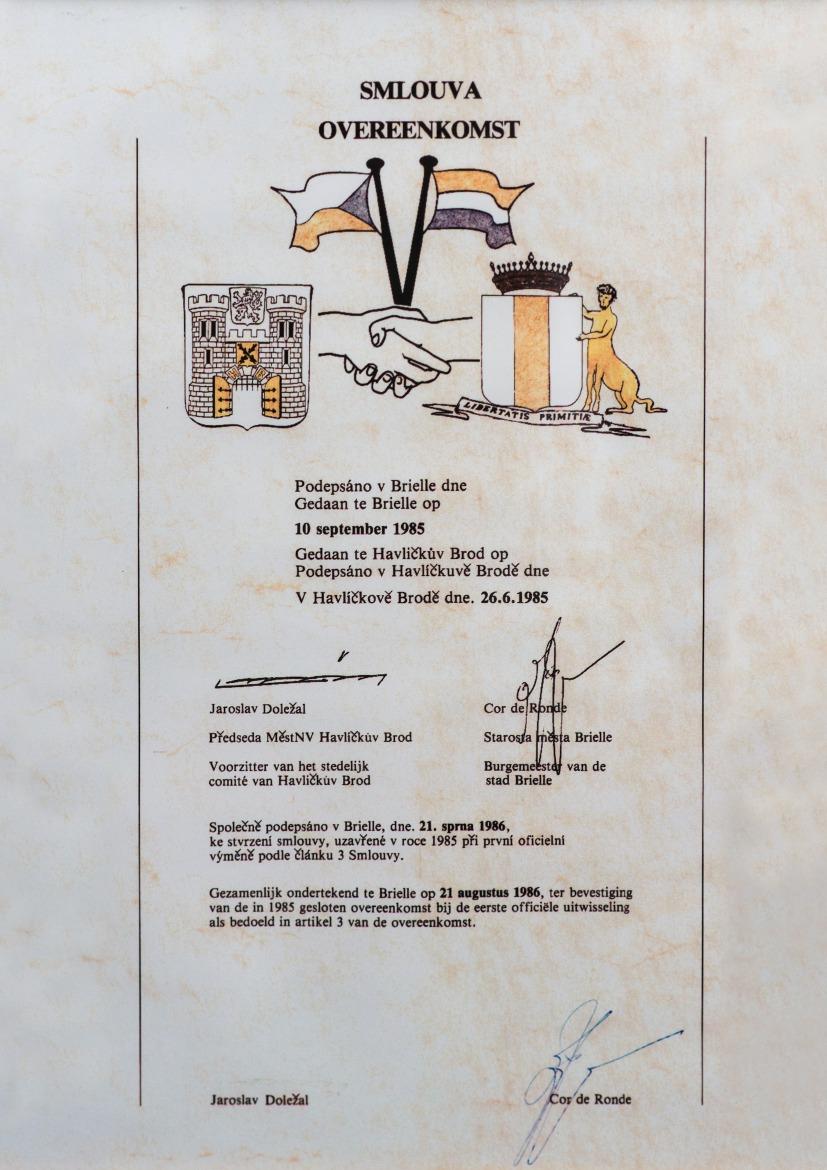 SMLOUVA
OVEREENKOMST
LIBERTATIS PRIMITIÆ
Podepsáno v Brielle dne
Gedaan te Brielle op
10 september 1985
Gedaan te Havlíčkův Brod op
Podepsáno v Havlíčkuvě Brodě dne
V Havlíčkově Brodě dne. 26.6.1985
Jaroslav Doležal
Cor de Ronde
Předseda MěstNV Havlíčkův Brod
Starosta města Brielle
Voorzitter van het stedelijk
comité van Havlíčkův Brod
Burgemeester van de
stad Brielle
Společně podepsáno v Brielle, dne. 21. sprna 1986,
ke stvrzení smlouvy, uzavřené v roce 1985 při první oficielní
výměně podle článku 3 Smlouvy.
Gezamenlijk ondertekend te Brielle op 21 augustus 1986, ter bevestiging
van de in 1985 gesloten overeenkomst bij de eerste officiële uitwisseling
als bedoeld in artikel 3 van de overeenkomst.
Jaroslav Doležal
Cor de Ronde